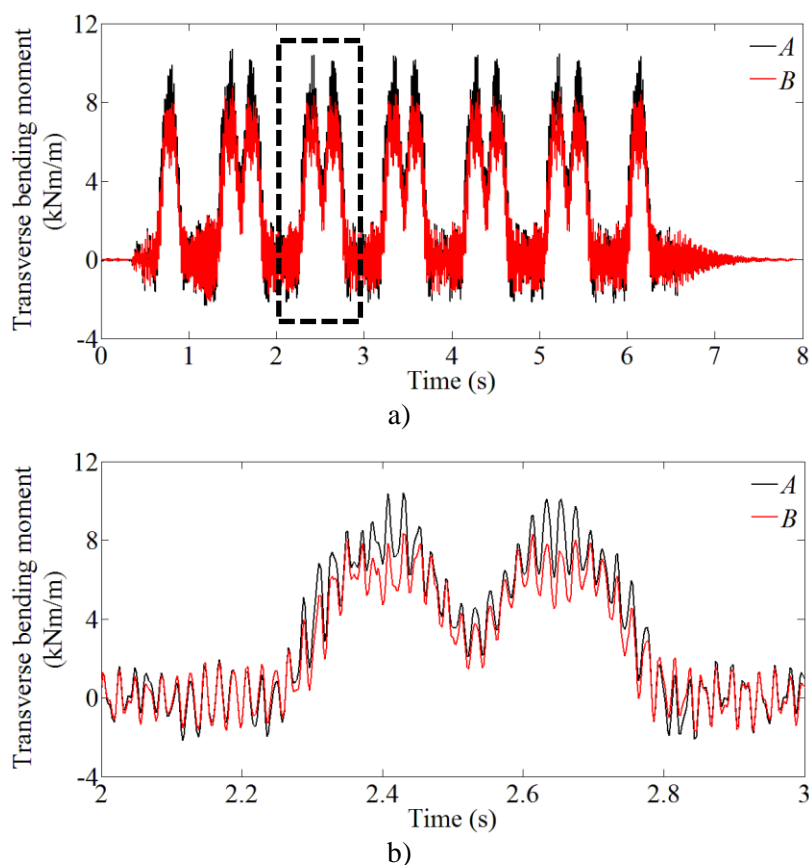 12
8
4
0
-4
Transverse bending moment
(kNm/m)
A
B
0 1 2 3 4 5 6 7 8
Time (s)
a)
12
8
4
0
-4
Transverse bending moment
(kNm/m)
A
B
2 2.2 2.4 2.6 2.8 3
Time (s)
b)